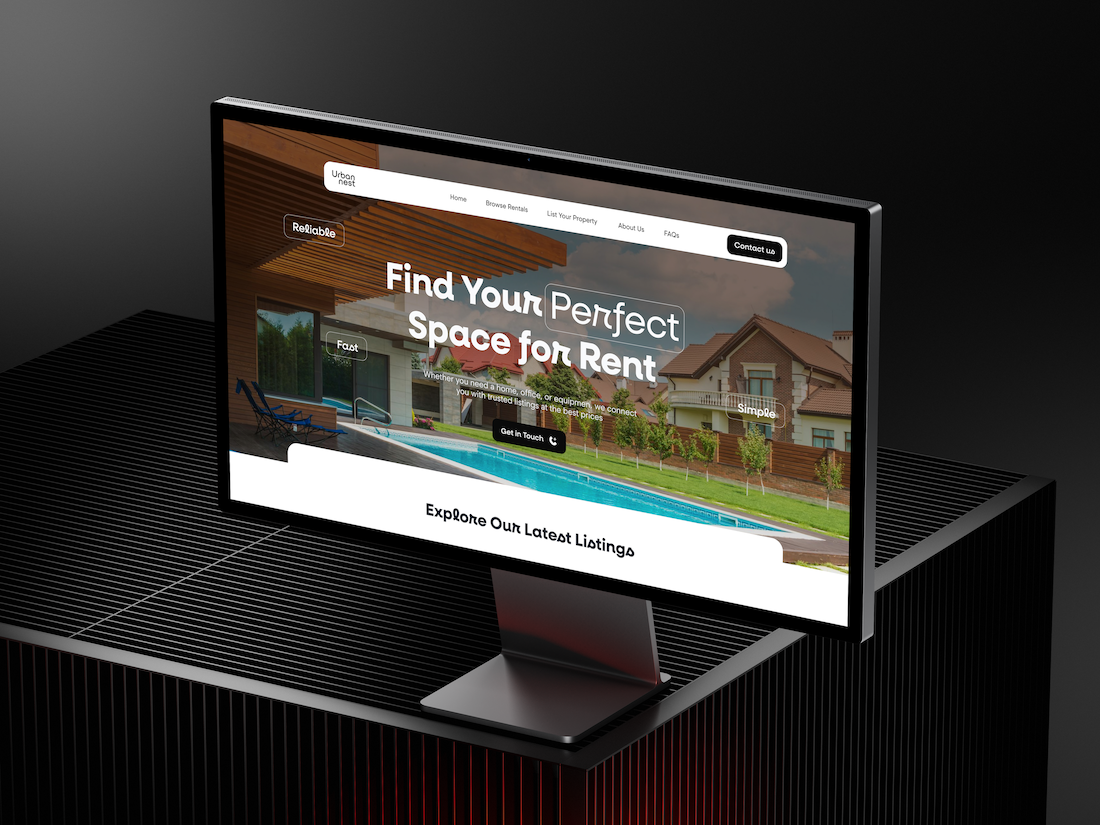 Urban
nest
Home
Browse Rentals
List Your Property
About Us
FAQs
Contact us
Reliable
Find Your Perfect
Space for Rent
Fast
Whether you need a home, office, or equipmen, we connect
you with trusted listings at the best prices
Simple
Get in Touch
Explore Our Latest Listings